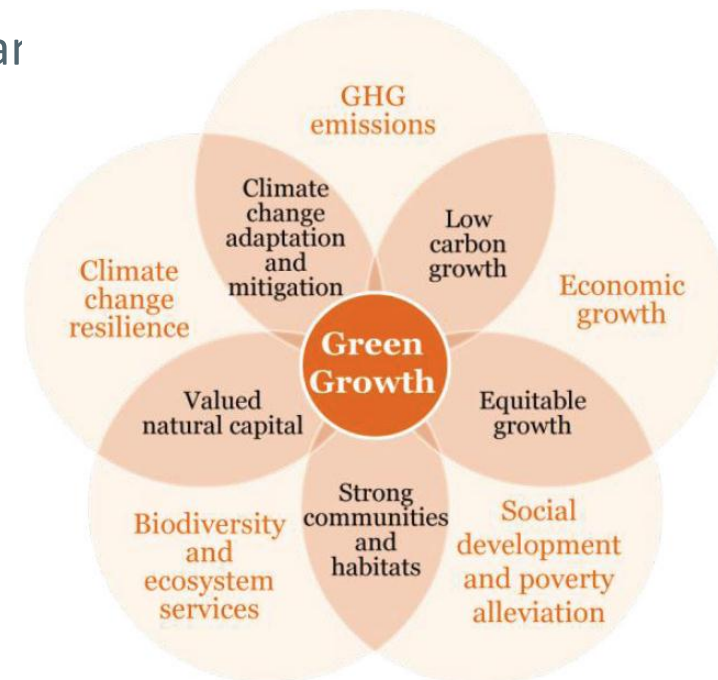 GHG
emissions
Climate
change
adaptation
and
mitigation
Low
carbon
growth
Climate
change
resilience
Economic
growth
Green
Growth
Valued
natural capital
Equitable
growth
Strong
communities
and
habitats
Biodiversity
and
ecosystem
services
Social
development
and poverty
alleviation